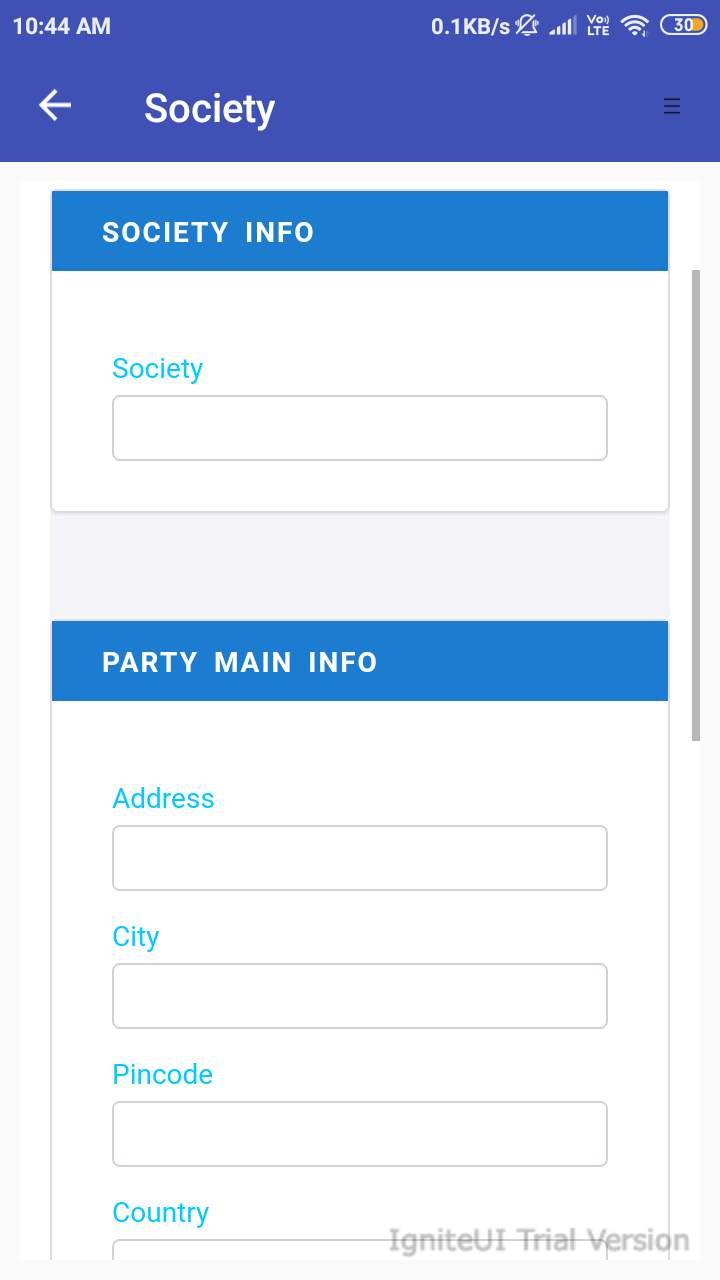 10:44 AM
0.1KB/s
Vo
LTE
30
Society
SOCIETY INFO
Society
PARTY MAIN INFO
Address
City
Pincode
Country
IgniteUI Trial Version